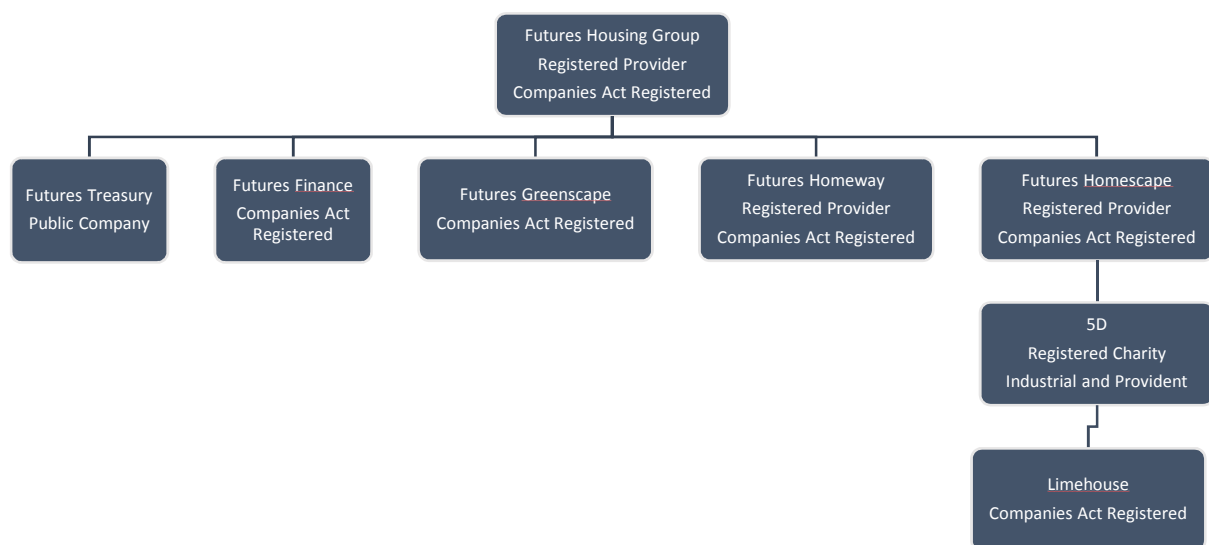 Futures Housing Group
Registered Provider
Companies Act Registered
Futures Treasury
Public Company
Futures Finance
Companies Act
Registered
Futures Greenscape
Companies Act Registered
Futures Homeway
Registered Provider
Companies Act Registered
Futures Homescape
Registered Provider
Companies Act Registered
5D
Registered Charity
Industrial and Provident
Limehouse
Companies Act Registered